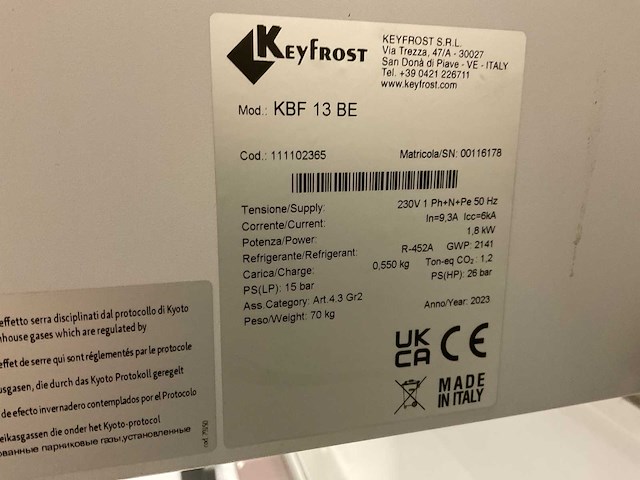 KEYFROST
KEYFROST S.R.L.
Via Trezza, 47/A - 30027
San Donà di Piave - VE - ITALY
Tel. +39 0421 226711
www.keyfrost.com
Mod.: KBF 13 BE
Cod.: 111102365 Matricola/SN: 00116178
Tensione/Supply: 230V 1 Ph+N+Pe 50 Hz
Corrente/Current: In=9,3A Icc=6kA
Potenza/Power: 1,8 kW
Refrigerante/Refrigerant: R-452A GWP: 2141
Carica/Charge: 0,550 kg Ton-eq CO2: 1,2
PS(LP): 15 bar PS(HP): 26 bar
Ass.Category: Art.4.3 Gr2
Peso/Weight: 70 kg Anno/Year: 2023
UK
CA CE
MADE
IN ITALY
effetto serra disciplinati dal protocollo di Kyoto
nhouse gases which are regulated by
effet de serre qui sont réglementés par le protocole
usgasen, die durch das Kyoto Protokoll geregelt
de efecto invernadero contemplados por el Protocolo
eikasgassen die onder het Kyoto-protocol
ованные парниковые газы, установленные